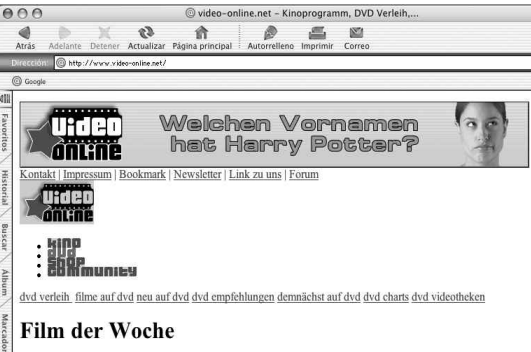 video-online.net – Kinoprogramm, DVD Verleih,...
Atrás Adelante Detener Actualizar Página principal Autorrelleno Imprimir Correo
Dirección: http://www.video-online.net/
Google
Favoritos
Historial
Buscar
Álbum
Marcador
Video
ONLINE
Welchen Vornamen
hat Harry Potter?
Kontakt | Impressum | Bookmark | Newsletter | Link zu uns | Forum
Video
ONLINE
• kino
• dvd
• shop
• community
dvd verleih filme auf dvd neu auf dvd dvd empfehlungen demnächst auf dvd dvd charts dvd videotheken
Film der Woche